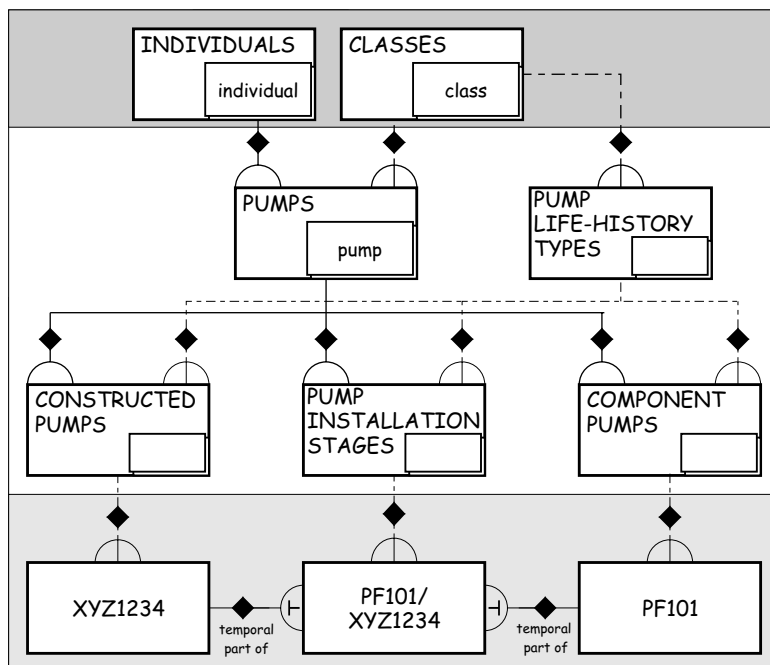 INDIVIDUALS
individual
CLASSES
class
PUMPS
pump
PUMP
LIFE-HISTORY
TYPES
CONSTRUCTED
PUMPS
PUMP
INSTALLATION
STAGES
COMPONENT
PUMPS
XYZ1234
temporal
part of
PF101/
XYZ1234
temporal
part of
PF101